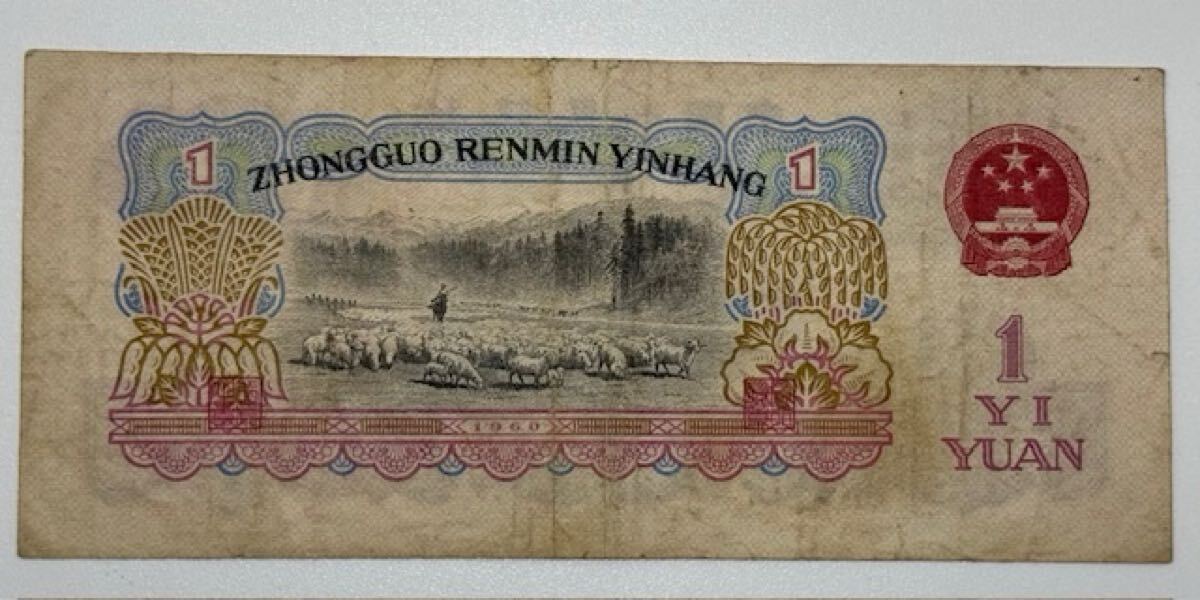 1 ZHONGGUO RENMIN YINHANG 1
1960
1
YI
YUAN